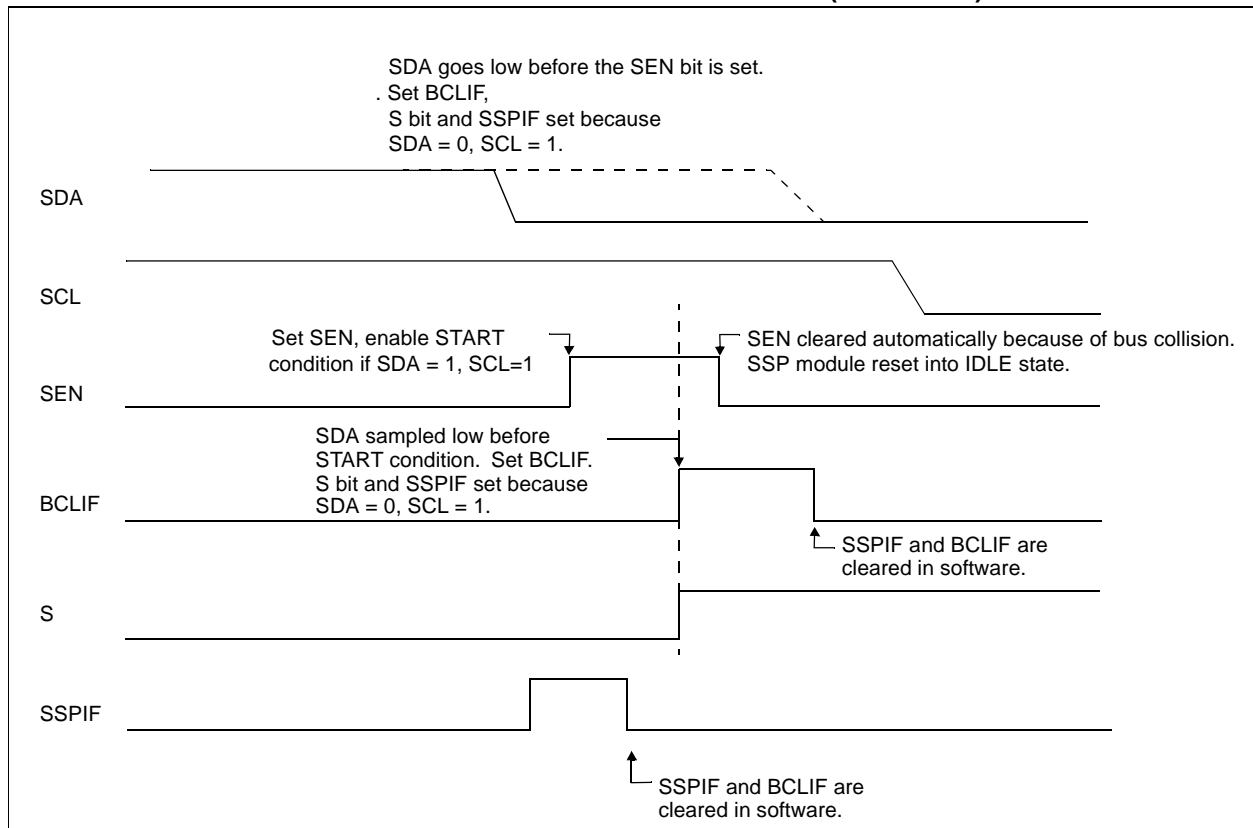 SDA goes low before the SEN bit is set.
. Set BCLIF,
S bit and SSPIF set because
SDA = 0, SCL = 1.
SDA
SCL
Set SEN, enable START
condition if SDA = 1, SCL=1
SEN cleared automatically because of bus collision.
SSP module reset into IDLE state.
SEN
SDA sampled low before
START condition. Set BCLIF.
S bit and SSPIF set because
SDA = 0, SCL = 1.
BCLIF
SSPIF and BCLIF are
cleared in software.
S
SSPIF
SSPIF and BCLIF are
cleared in software.